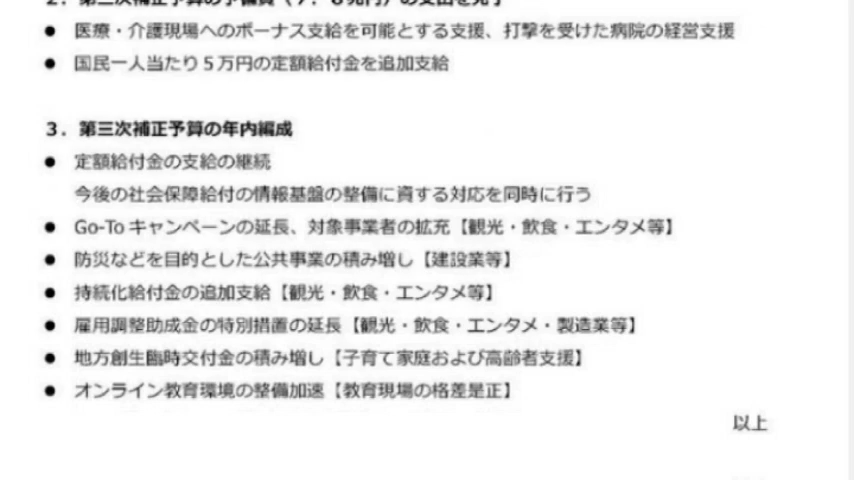 ● 医療・介護現場へのボーナス支給を可能とする支援、打撃を受けた病院の経営支援
● 国民一人当たり５万円の定額給付金を追加支給
３．第三次補正予算の年内編成
● 定額給付金の支給の継続
今後の社会保障給付の情報基盤の整備に資する対応を同時に行う
● Go-To キャンペーンの延長、対象事業者の拡充【観光・飲食・エンタメ等】
● 防災などを目的とした公共事業の積み増し【建設業等】
● 持続化給付金の追加支給【観光・飲食・エンタメ等】
● 雇用調整助成金の特別措置の延長【観光・飲食・エンタメ・製造業等】
● 地方創生臨時交付金の積み増し【子育て家庭および高齢者支援】
● オンライン教育環境の整備加速【教育現場の格差是正】
以上